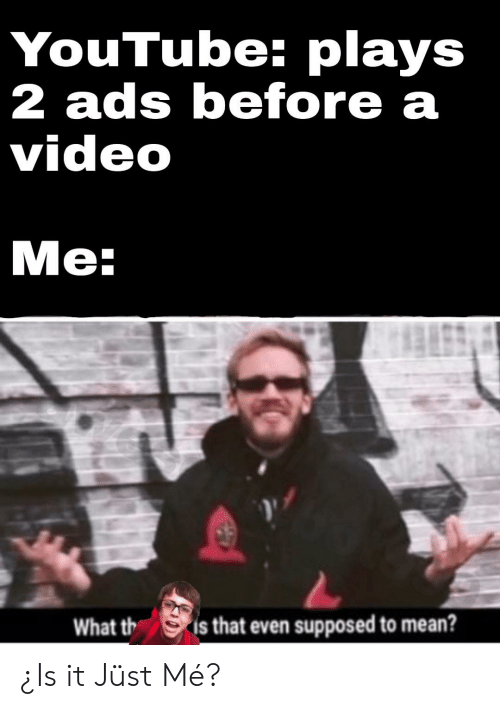 YouTube: plays
2 ads before a
video
Me:
What th is that even supposed to mean?
¿Is it Jüst Mé?